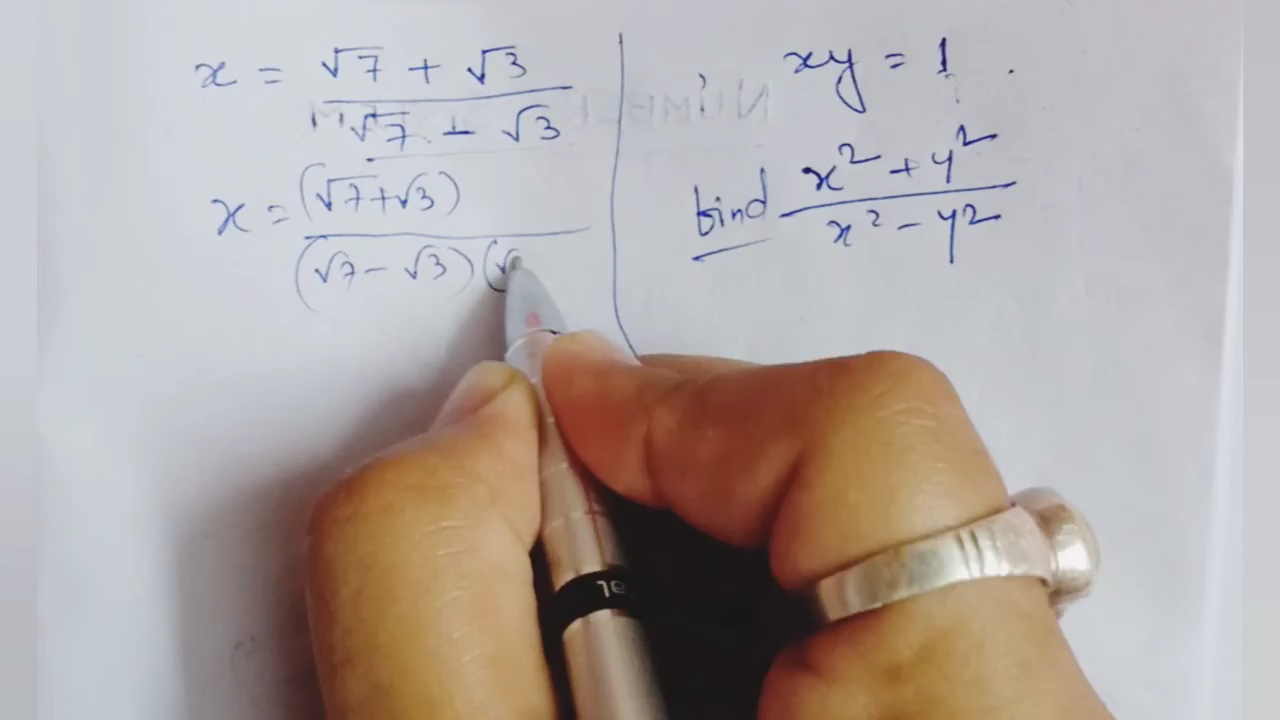 x = √7 + √3 / √7 - √3
x = (√7+√3) / (√7 - √3)(√
xy = 1.
find x² + y² / x² - y²